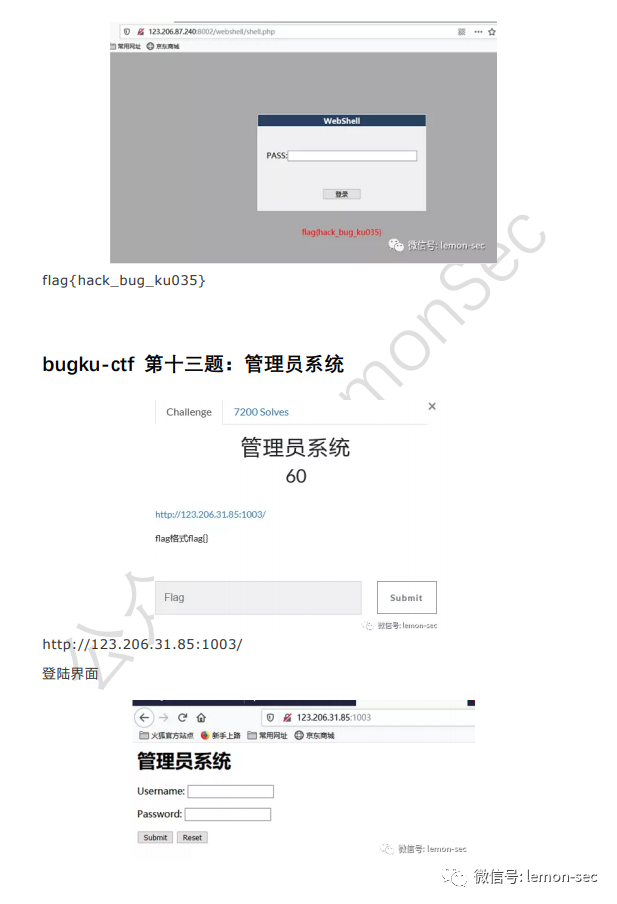 123.206.87.240:8002/webshell/shell.php
常用网址 京东商城
WebShell
PASS:
登录
flag{hack_bug_ku035}
微信号: lemon-sec
flag{hack_bug_ku035}
bugku-ctf 第十三题：管理员系统
Challenge 7200 Solves ×
管理员系统
60
http://123.206.31.85:1003/
flag格式flag{}
Flag Submit
微信号: lemon-sec
http://123.206.31.85:1003/
登陆界面
123.206.31.85:1003
火狐官方站点 新手上路 常用网址 京东商城
管理员系统
Username:
Password:
Submit Reset
微信号: lemon-sec
微信号: lemon-sec
公众
monSec